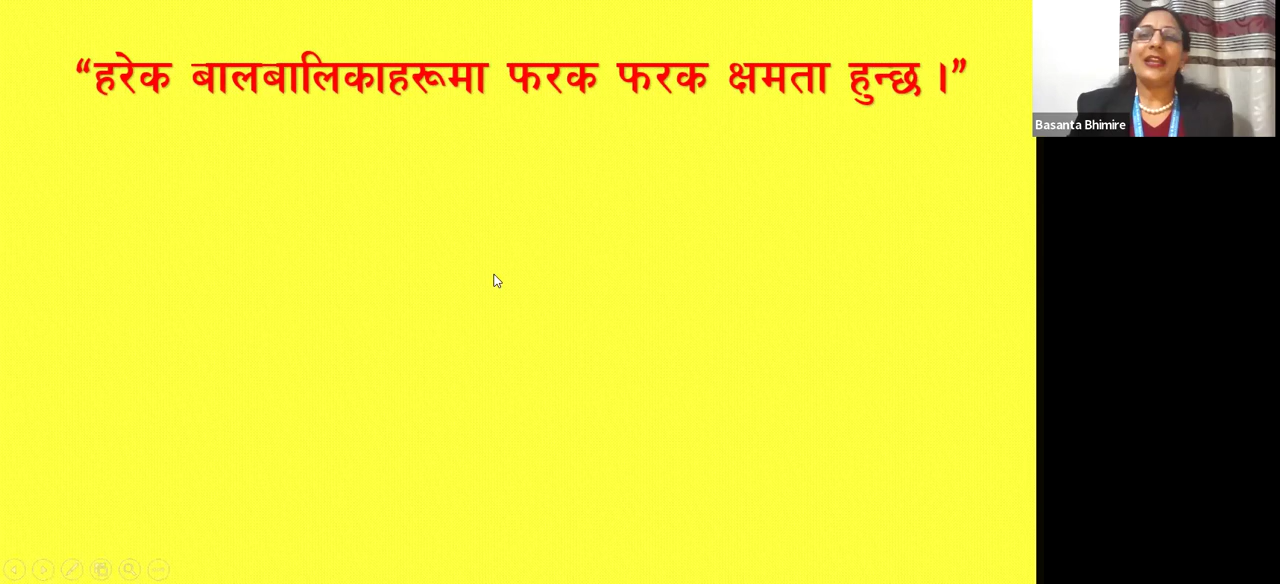 “हरेक बालबालिकाहरूमा फरक फरक क्षमता हुन्छ ।”
Basanta Bhimire